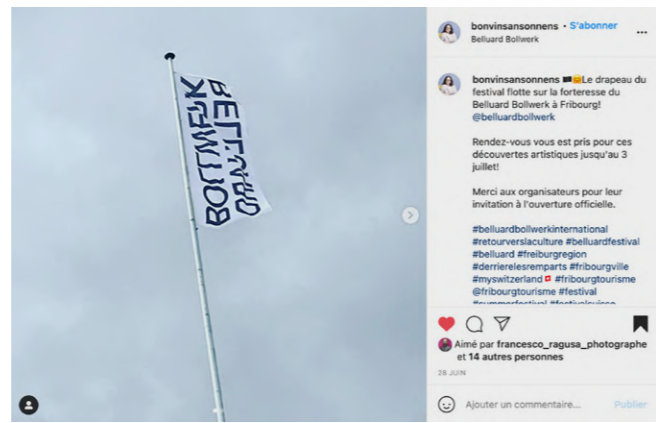 BOLLWERK
BELLUARD
bonvinsansonnens • S'abonner
Belluard Bollwerk
bonvinsansonnens Le drapeau du
festival flotte sur la forteresse du
Belluard Bollwerk à Fribourg!
@belluardbollwerk
Rendez-vous vous est pris pour ces
découvertes artistiques jusqu'au 3
juillet!
Merci aux organisateurs pour leur
invitation à l'ouverture officielle.
#belluardbollwerkinternational
#retourverslaculture #belluardfestival
#belluard #freiburgregion
#derrierelesremparts #fribourgville
#myswitzerland #fribourgtourisme
@fribourgtourisme #festival
#summerfestival #festivalsuisse
Aimé par francesco_ragusa_photographe
et 14 autres personnes
28 JUIN
Ajouter un commentaire...
Publier